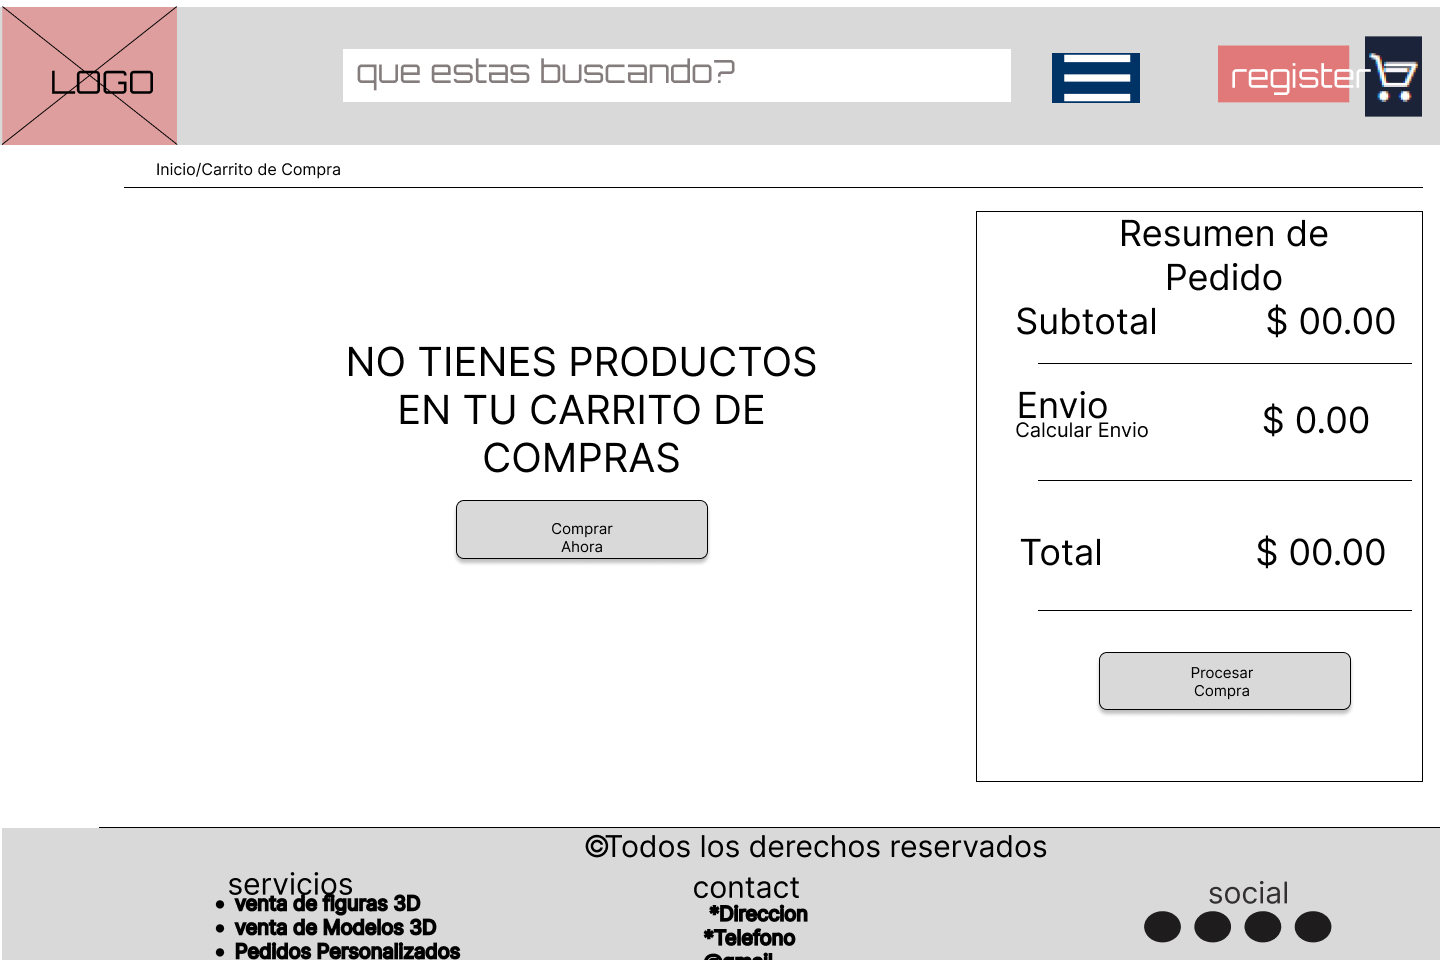 LOGO
que estas buscando?
register
Inicio/Carrito de Compra
NO TIENES PRODUCTOS
EN TU CARRITO DE
COMPRAS
Comprar
Ahora
Resumen de
Pedido
Subtotal $ 00.00
Envio
Calcular Envio
$ 0.00
Total $ 00.00
Procesar
Compra
©Todos los derechos reservados
servicios
• venta de figuras 3D
• venta de Modelos 3D
• Pedidos Personalizados
contact
*Direccion
*Telefono
@gmail
social